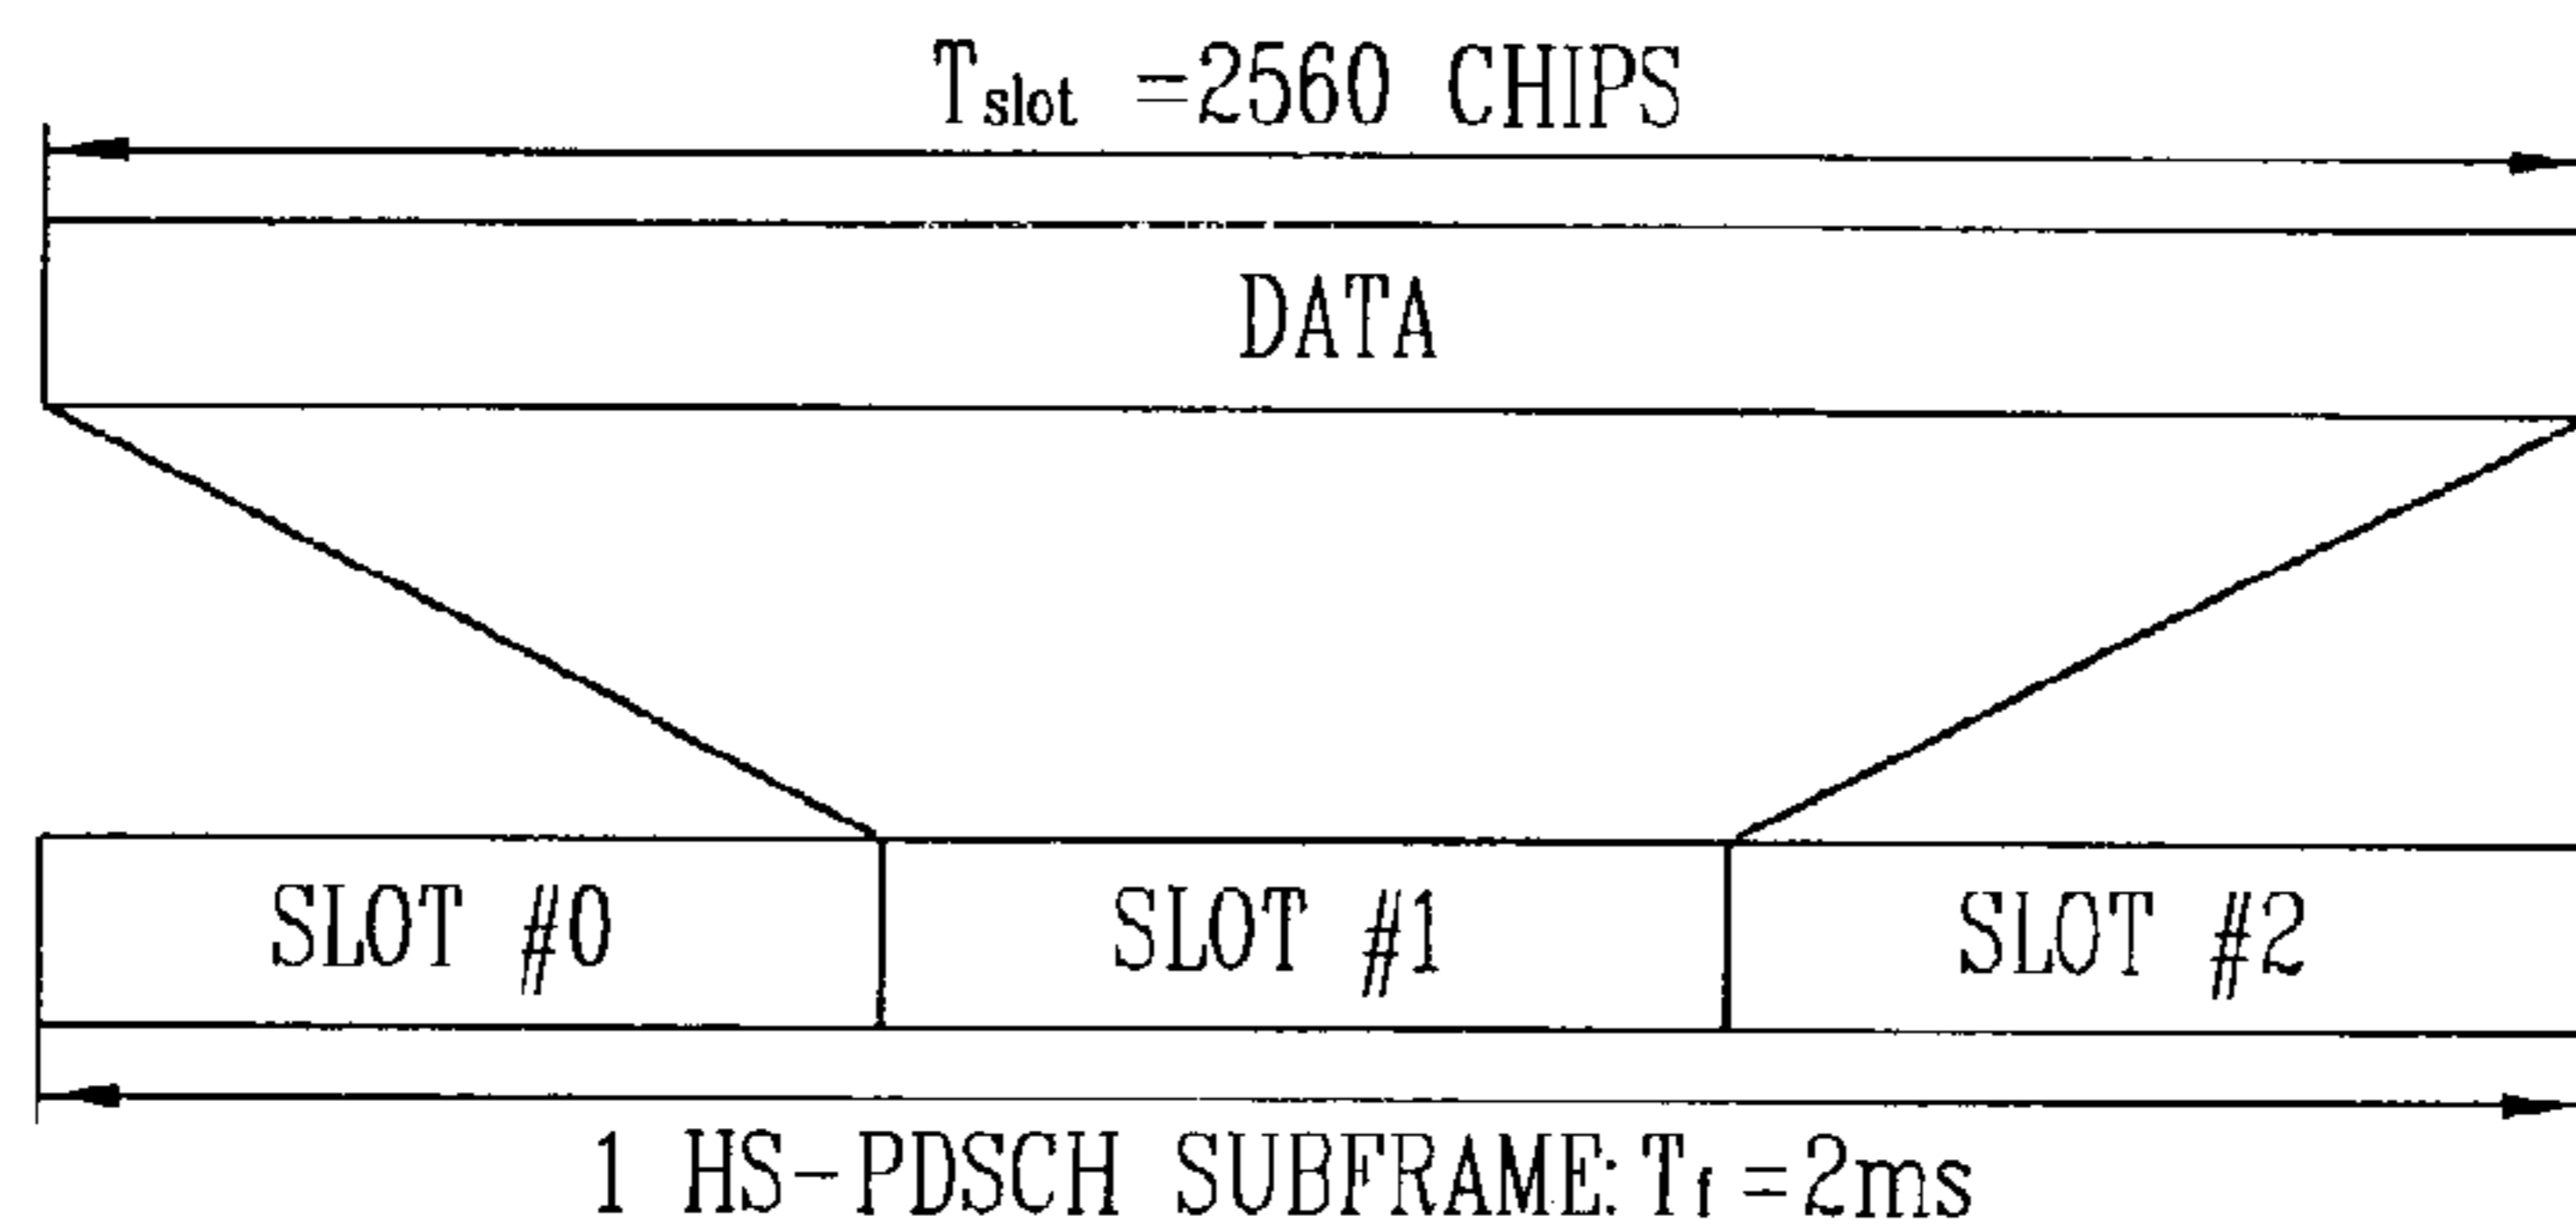 Tslot =2560 CHIPS
DATA
SLOT #0 SLOT #1 SLOT #2
1 HS-PDSCH SUBFRAME: Tf =2ms